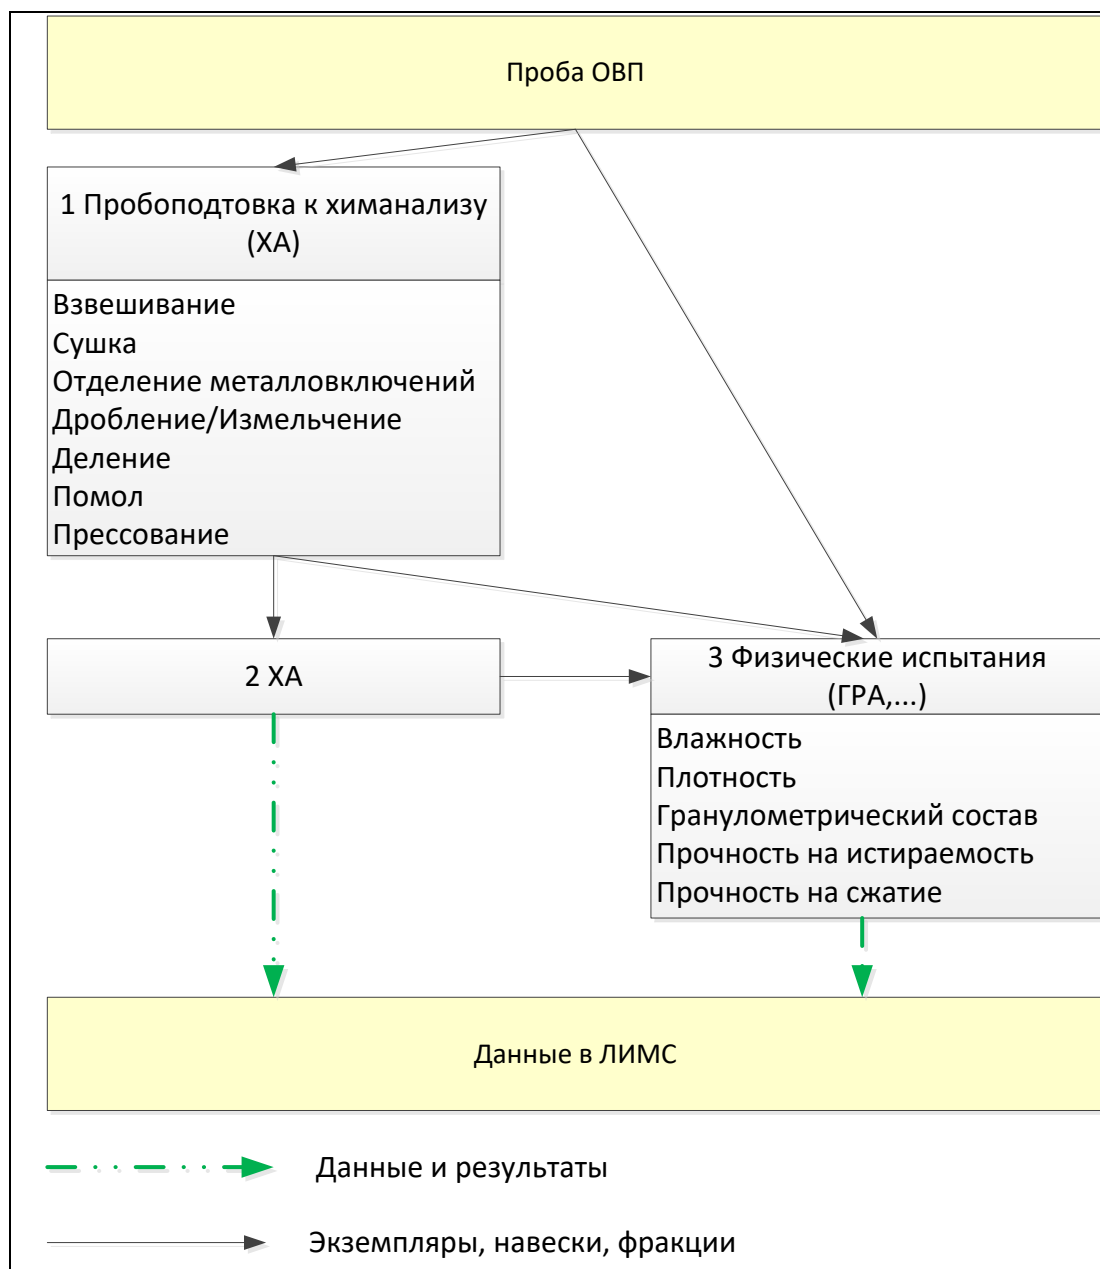 Проба ОВП
1 Пробоподтовка к химанализу
(ХА)
Взвешивание
Сушка
Отделение металловключений
Дробление/Измельчение
Деление
Помол
Прессование
2 ХА
3 Физические испытания
(ГРА,...)
Влажность
Плотность
Гранулометрический состав
Прочность на истираемость
Прочность на сжатие
Данные в ЛИМС
Данные и результаты
Экземпляры, навески, фракции